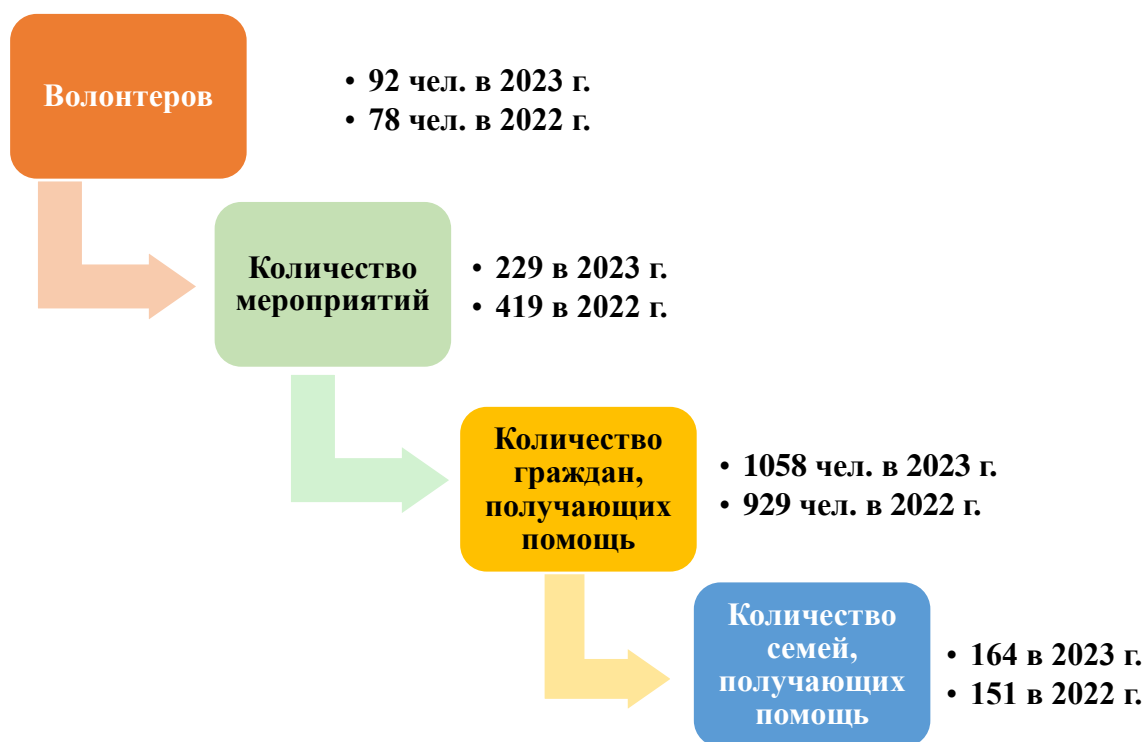 Волонтеров
• 92 чел. в 2023 г.
• 78 чел. в 2022 г.
Количество
мероприятий
• 229 в 2023 г.
• 419 в 2022 г.
Количество
граждан,
получающих
помощь
• 1058 чел. в 2023 г.
• 929 чел. в 2022 г.
Количество
семей,
получающих
помощь
• 164 в 2023 г.
• 151 в 2022 г.